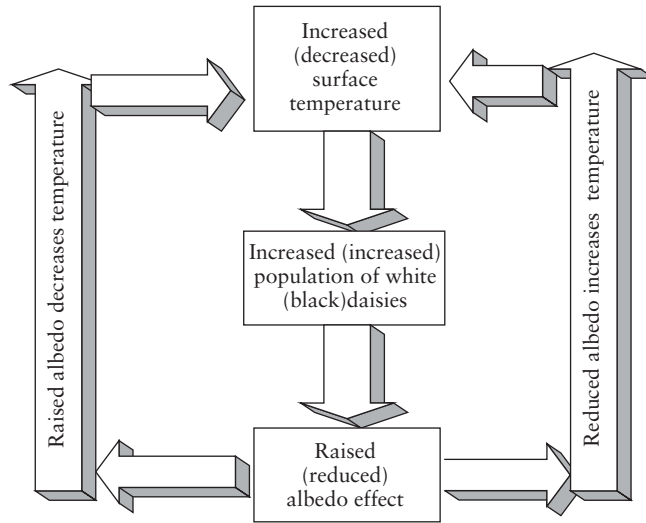 Increased
(decreased)
surface
temperature
Raised albedo decreases temperature
Reduced albedo increases temperature
Increased (increased)
population of white
(black)daisies
Raised
(reduced)
albedo effect